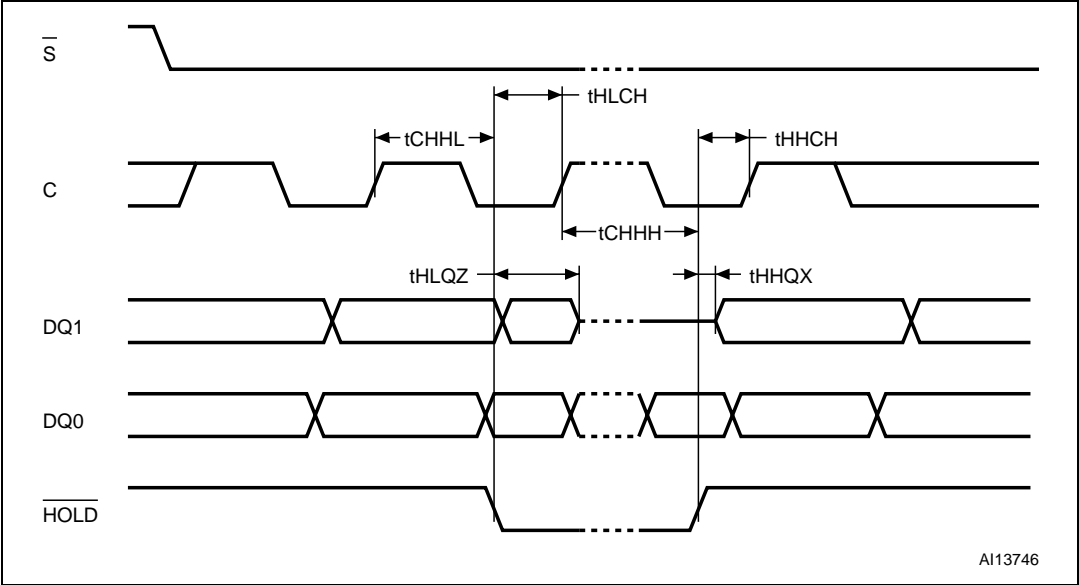 S
tHLCH
tCHHL
tHHCH
C
tCHHH
tHLQZ
tHHQX
DQ1
DQ0
HOLD
AI13746